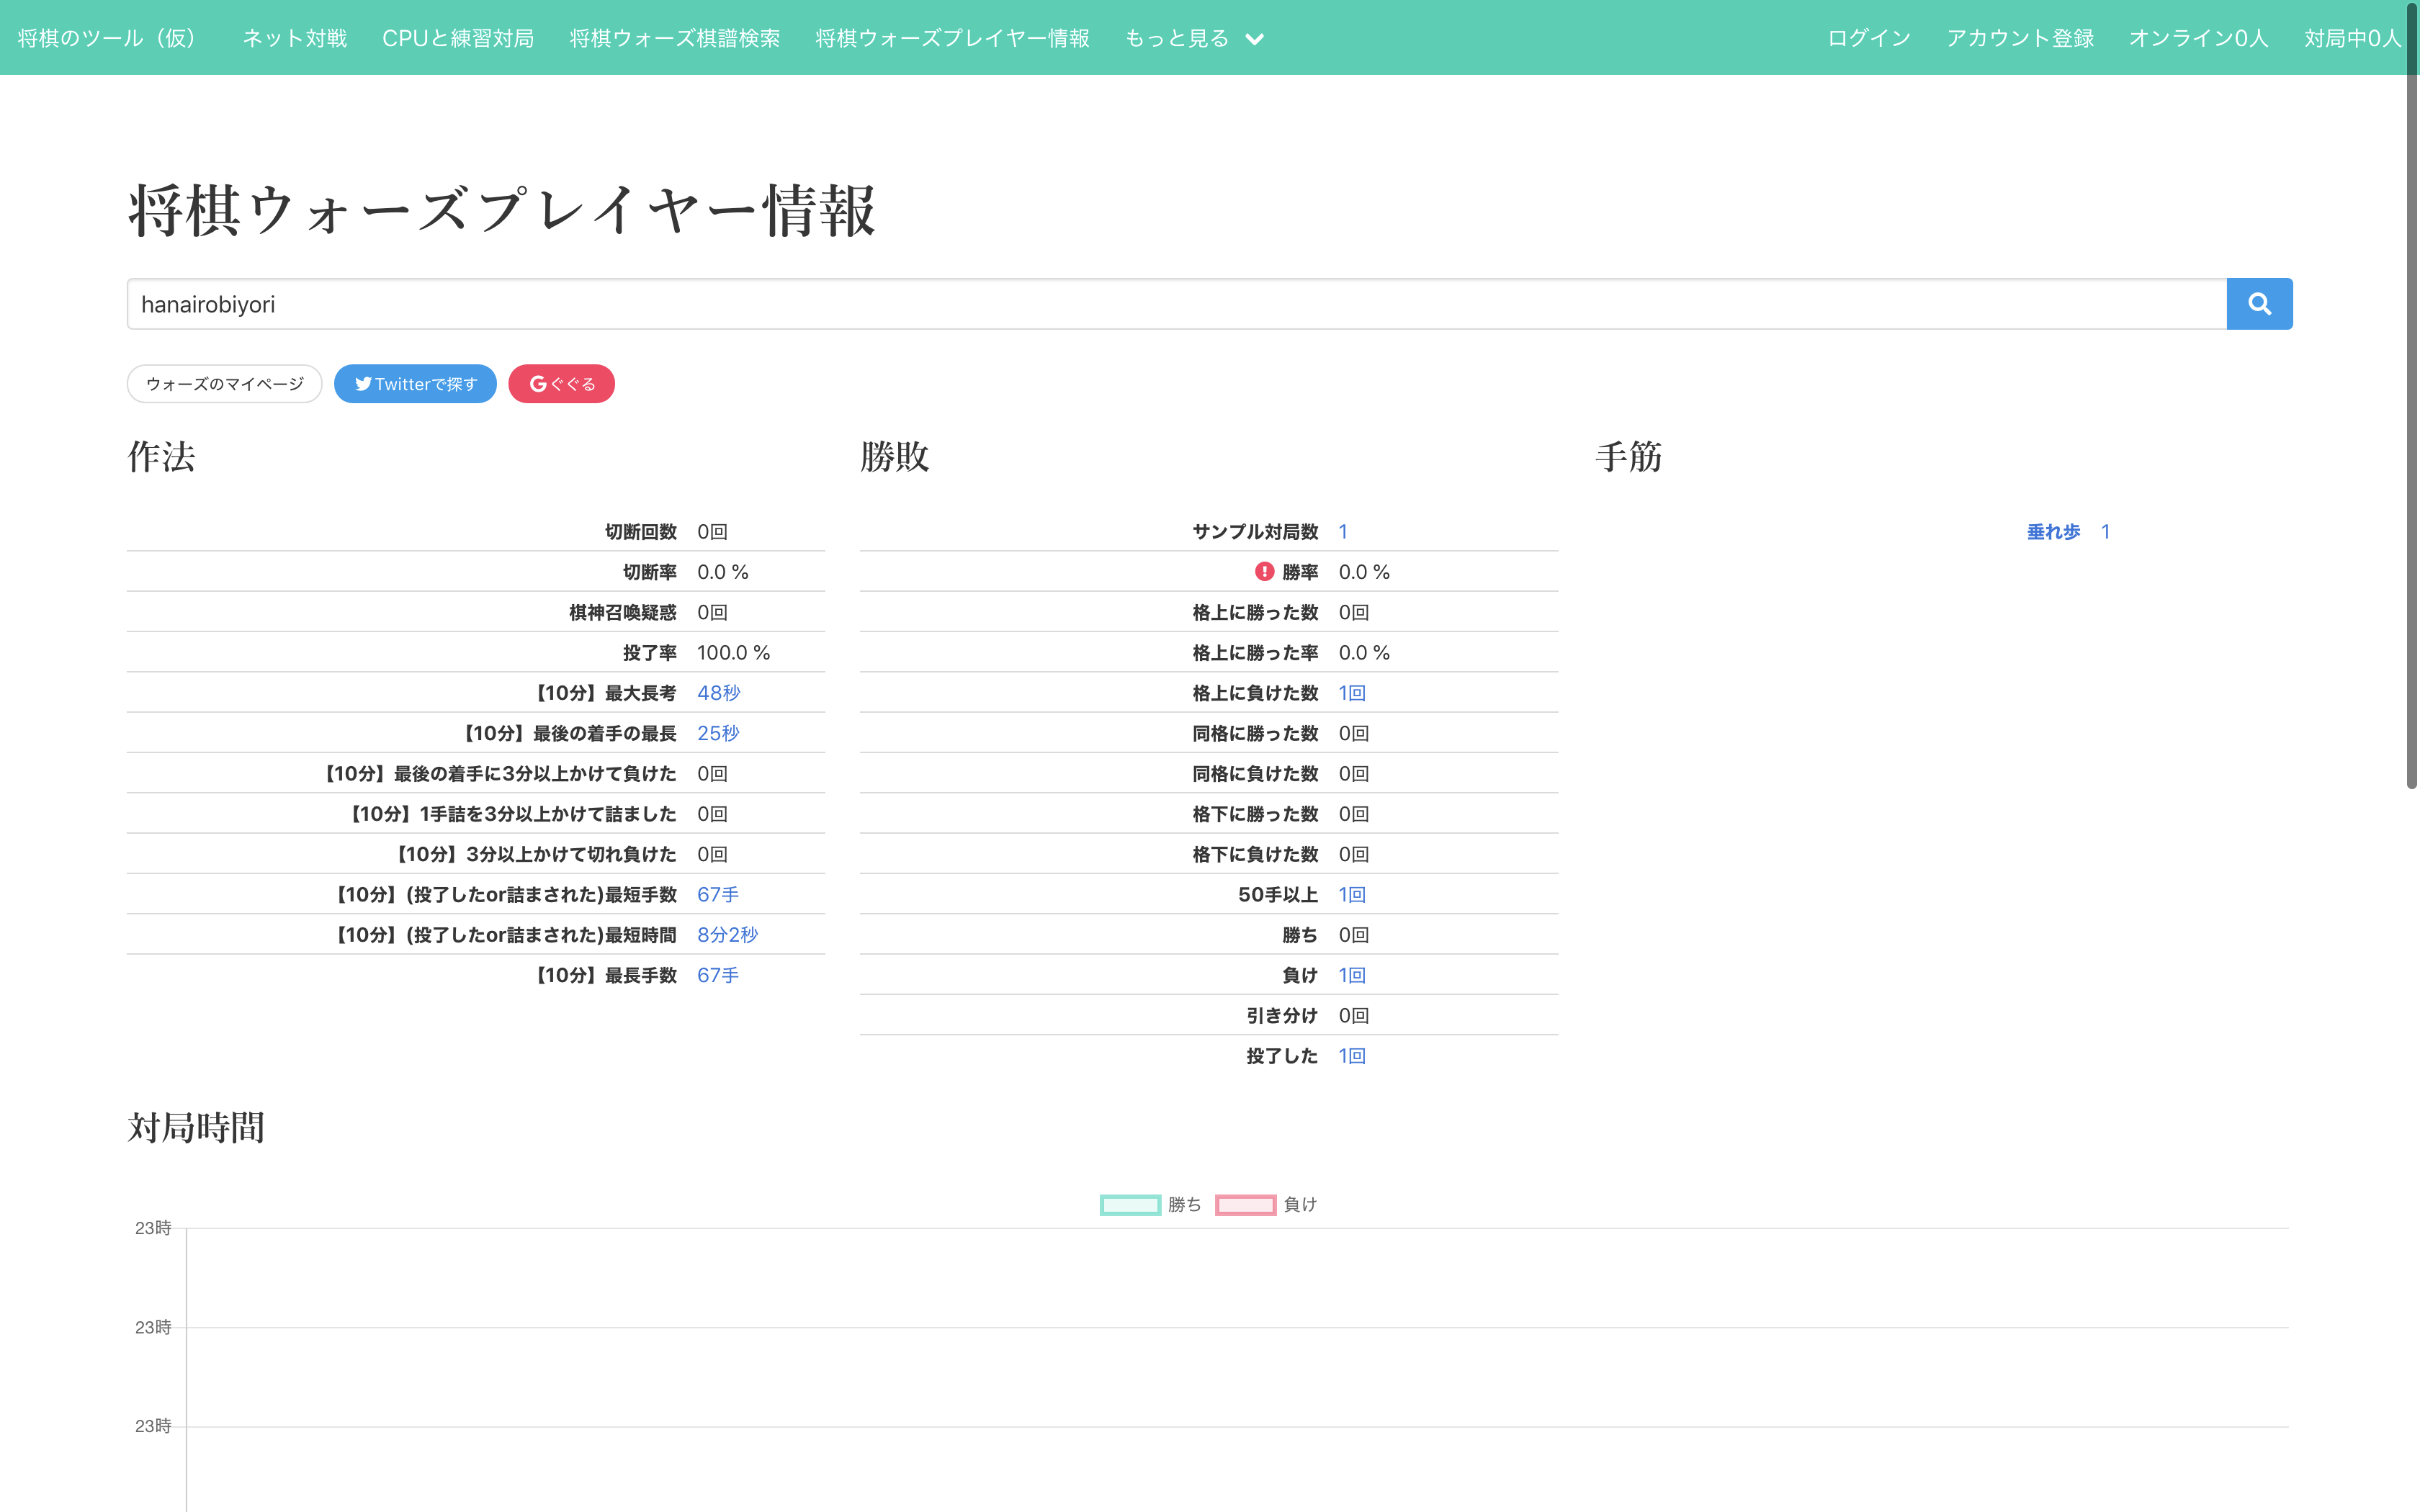 将棋のツール（仮） ネット対戦 CPUと練習対局 将棋ウォーズ棋譜検索 将棋ウォーズプレイヤー情報 もっと見る ログイン アカウント登録 オンライン0人 対局中0人
将棋ウォーズプレイヤー情報
hanairobiyori
ウォーズのマイページ Twitterで探す ぐぐる
作法
切断回数 0回
切断率 0.0 %
棋神召喚疑惑 0回
投了率 100.0 %
【10分】最大長考 48秒
【10分】最後の着手の最長 25秒
【10分】最後の着手に3分以上かけて負けた 0回
【10分】1手詰を3分以上かけて詰ました 0回
【10分】3分以上かけて切れ負けた 0回
【10分】(投了したor詰まされた)最短手数 67手
【10分】(投了したor詰まされた)最短時間 8分2秒
【10分】最長手数 67手
勝敗
サンプル対局数 1
勝率 0.0 %
格上に勝った数 0回
格上に勝った率 0.0 %
格上に負けた数 1回
同格に勝った数 0回
同格に負けた数 0回
格下に勝った数 0回
格下に負けた数 0回
50手以上 1回
勝ち 0回
負け 1回
引き分け 0回
投了した 1回
手筋
垂れ歩 1
対局時間
勝ち 負け
23時
23時
23時